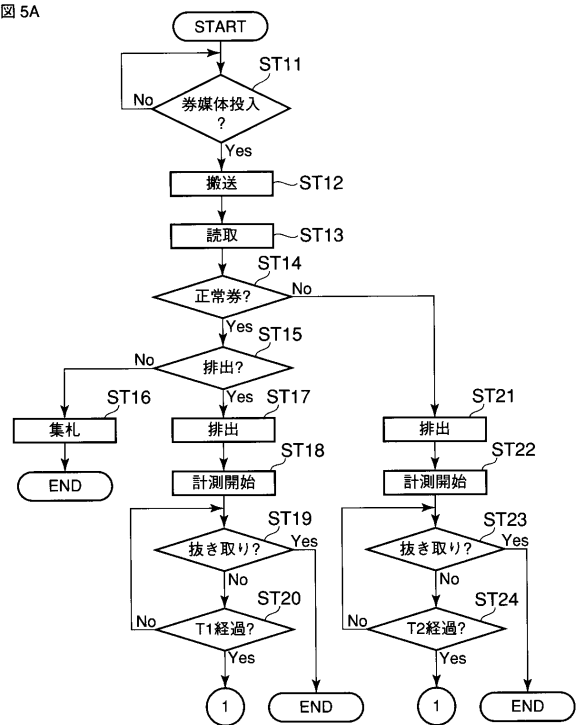 図 5A
START
ST11
券媒体投入
?
No
Yes
搬送
ST12
読取
ST13
ST14
正常券?
No
Yes
ST15
排出?
No
Yes
ST16
集札
END
ST17
排出
ST18
計測開始
ST19
抜き取り?
Yes
No
ST20
T1経過?
No
Yes
1
END
ST21
排出
ST22
計測開始
ST23
抜き取り?
Yes
No
ST24
T2経過?
No
Yes
1
END